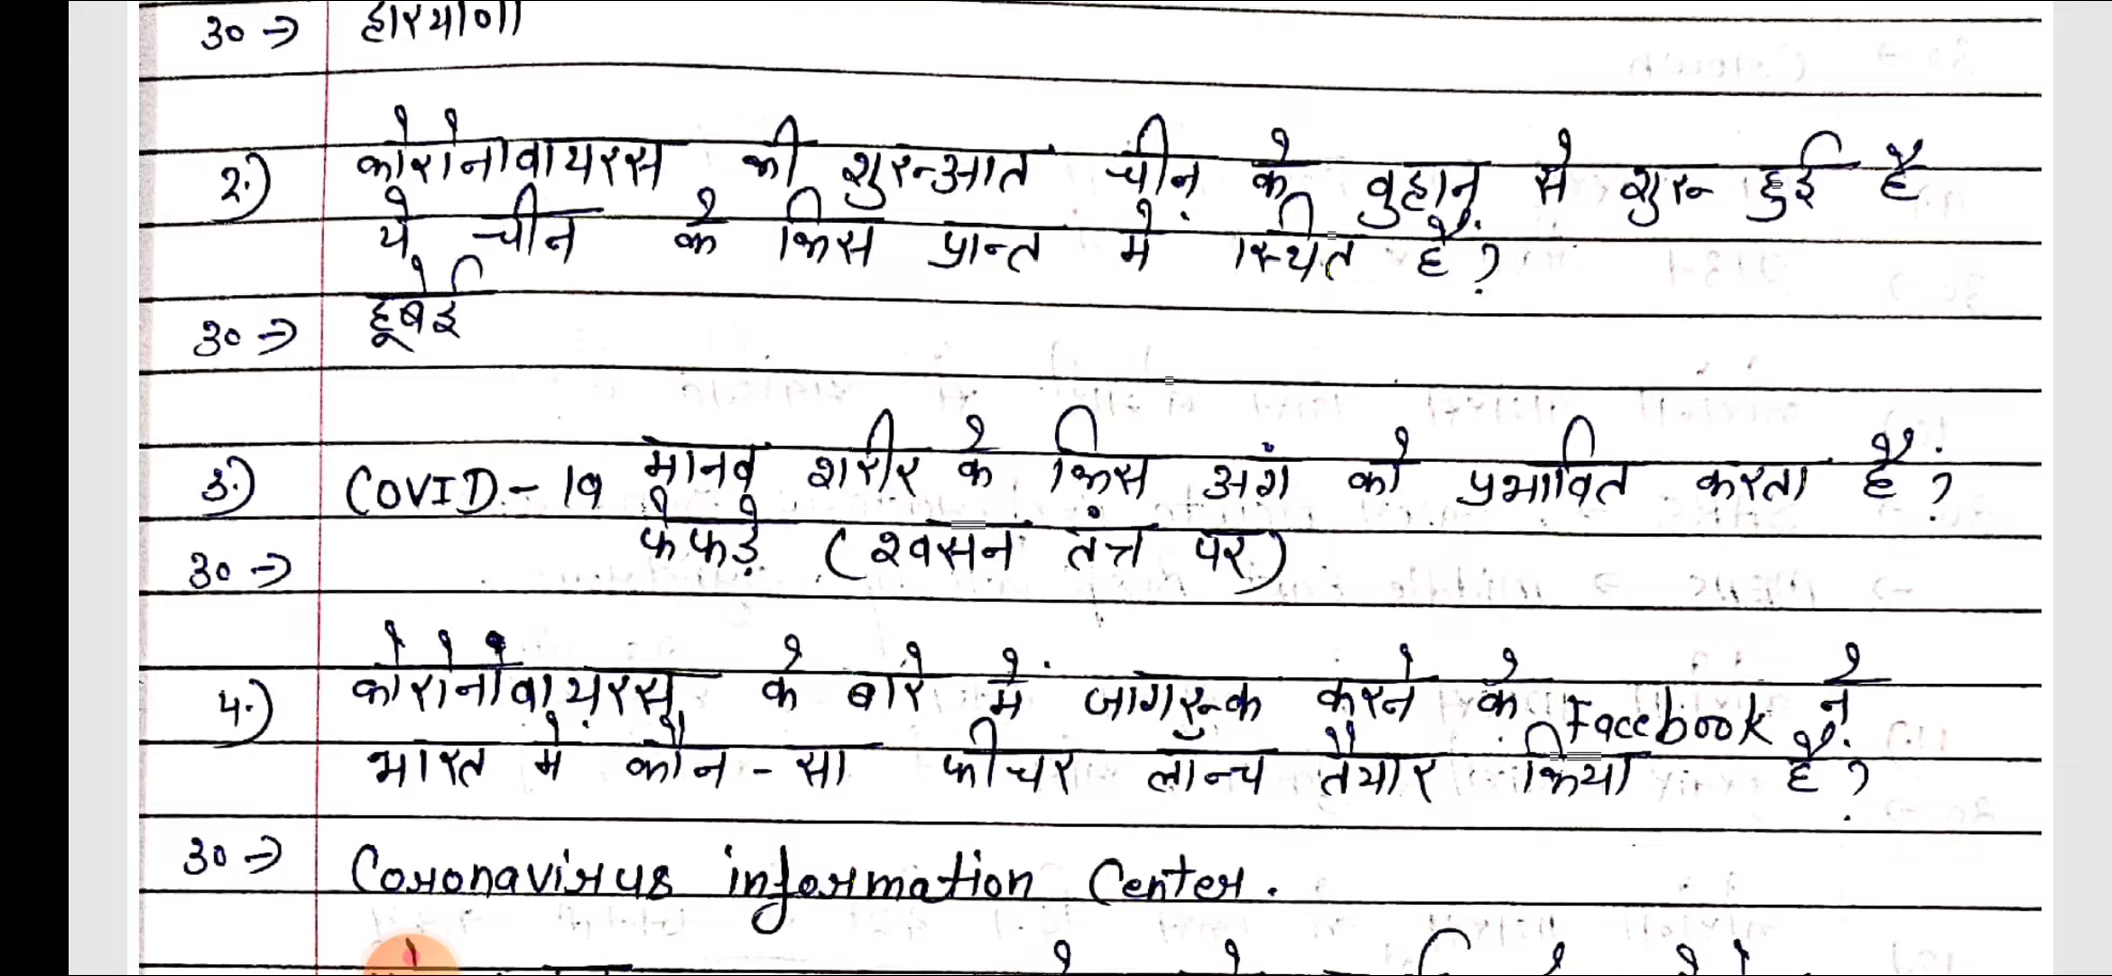 उ०→ हरियाणा
2.) कोरोनोवायरस की शुरूआत चीन के वुहान से शुरू हुई है
ये चीन के किस प्रान्त में स्थित है?
उ०→ हूबेई
3.) COVID-19 मानव शरीर के किस अंग को प्रभावित करता है?
उ०→ फेफड़े (श्वसन तंत्र पर)
4.) कोरोनोवायरस के बारे में जागरूक करने के Facebook ने
भारत में कौन-सा फीचर लान्च तैयार किया है?
उ०→ Coronavirus information Center.